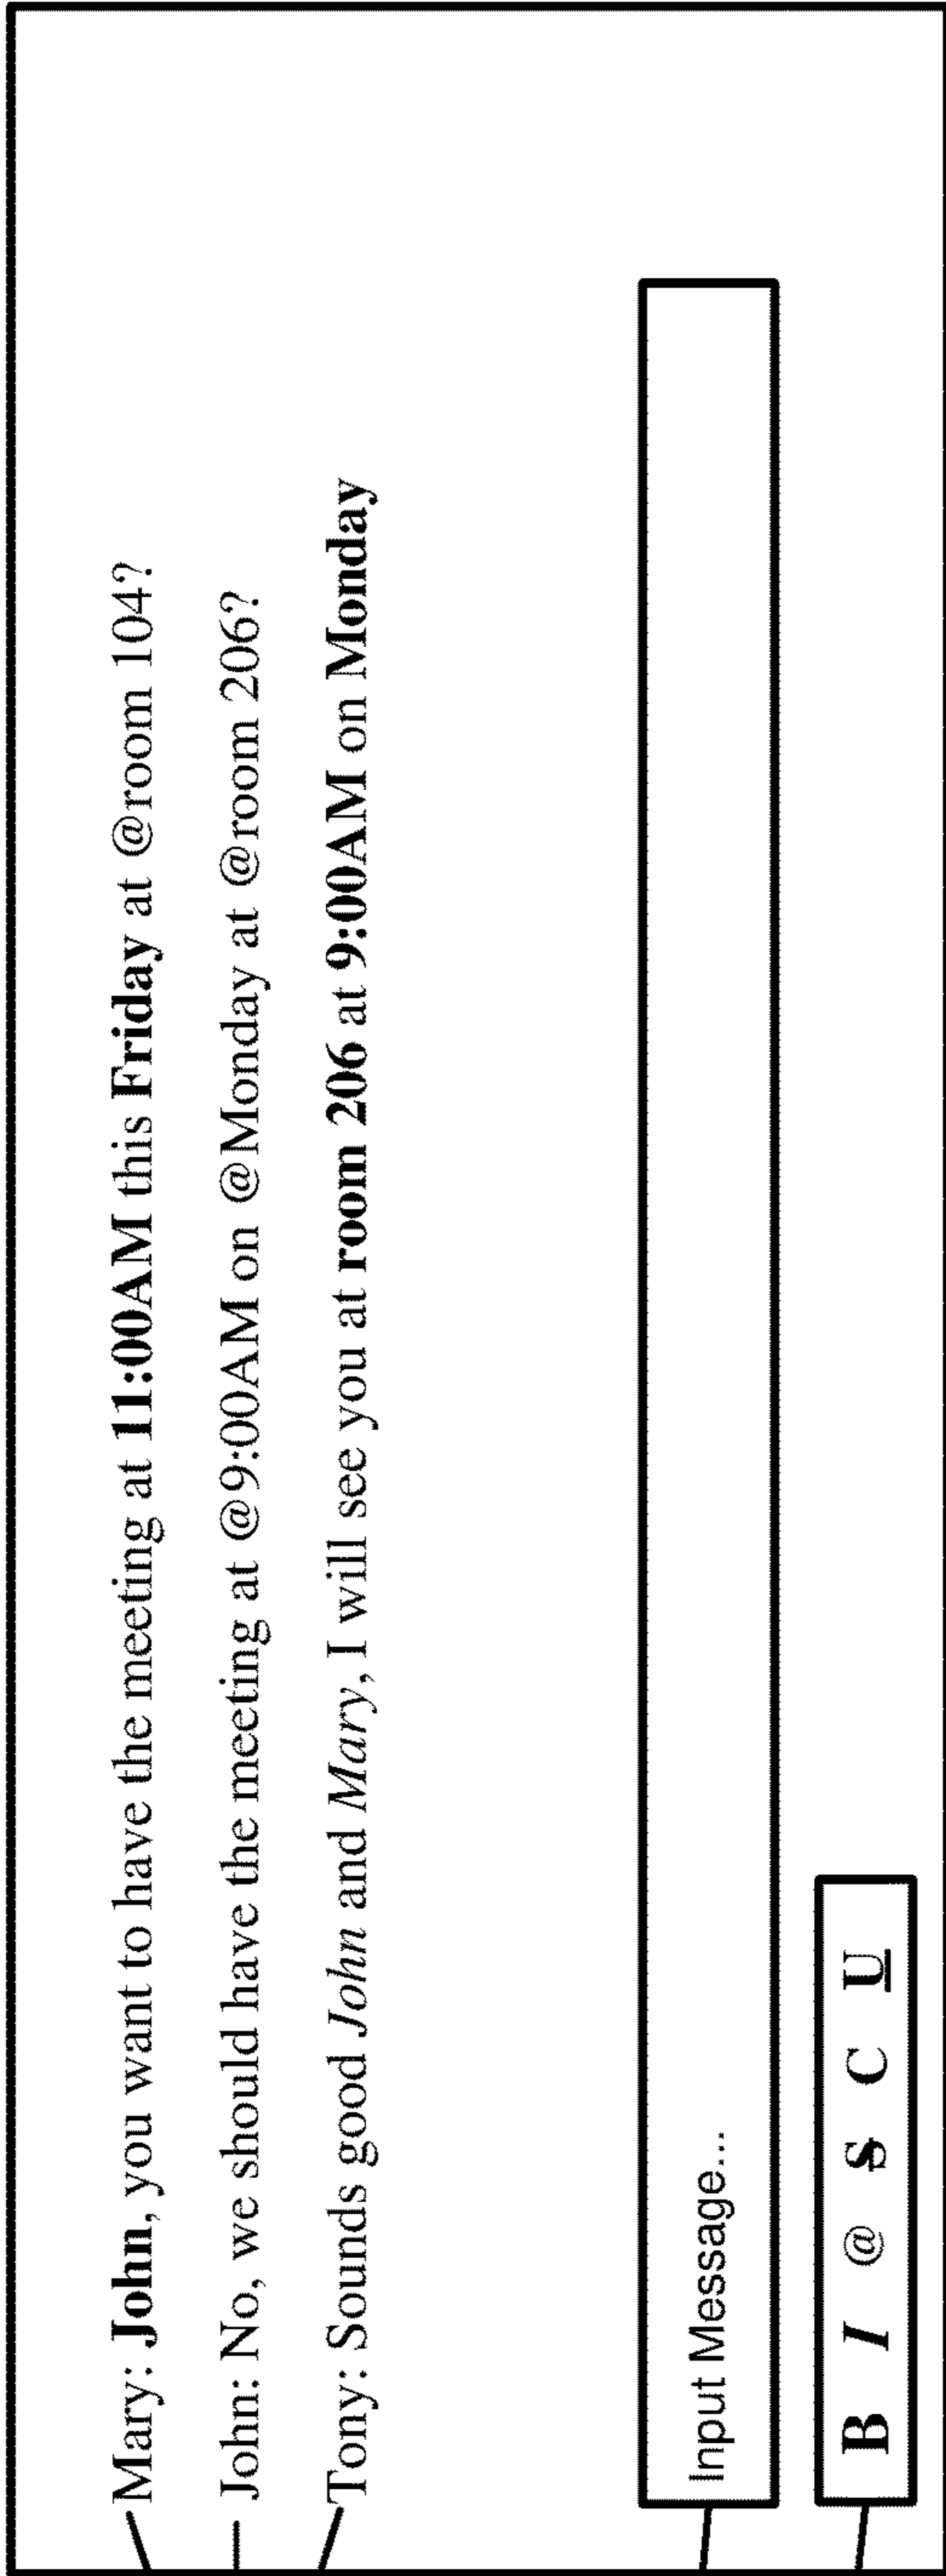 Mary: John, you want to have the meeting at 11:00AM this Friday at @room 104?
John: No, we should have the meeting at @9:00AM on @Monday at @room 206?
Tony: Sounds good John and Mary, I will see you at room 206 at 9:00AM on Monday
Input Message...
B I @ S C U